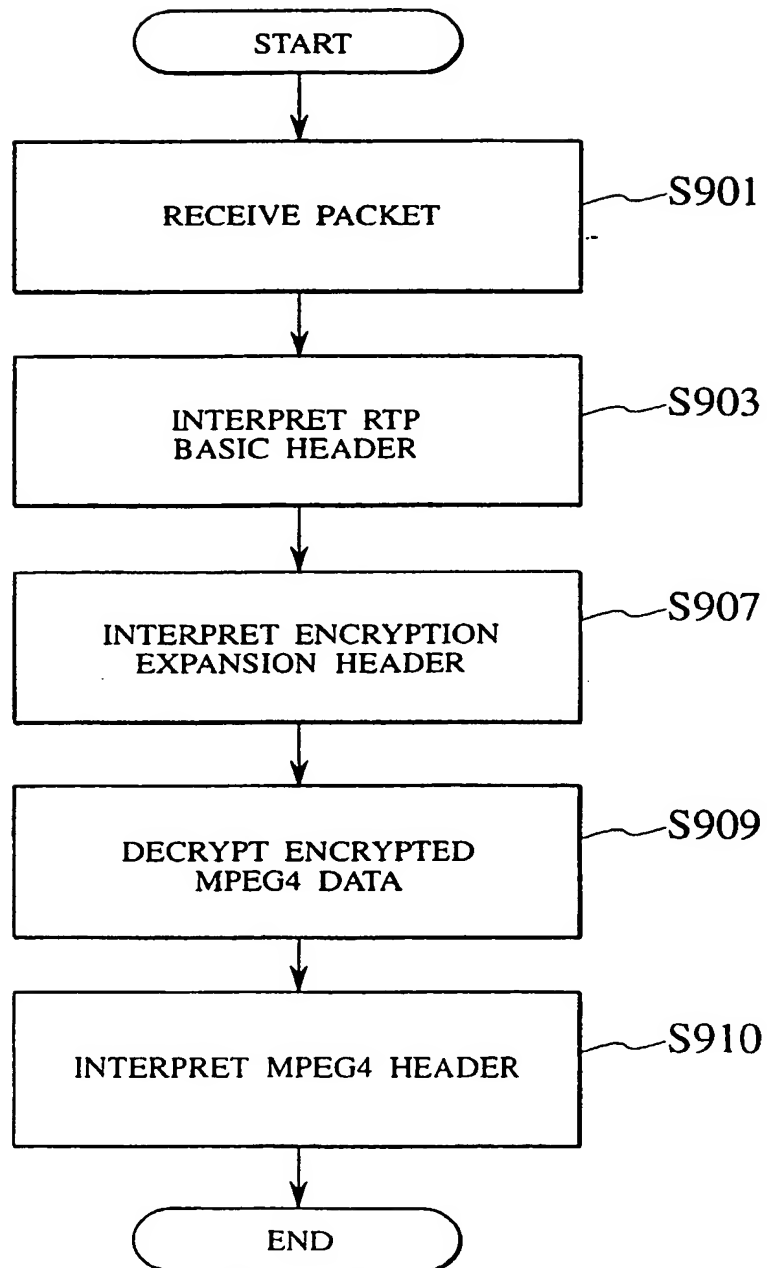 START
RECEIVE PACKET
S901
INTERPRET RTP
BASIC HEADER
S903
INTERPRET ENCRYPTION
EXPANSION HEADER
S907
DECRYPT ENCRYPTED
MPEG4 DATA
S909
INTERPRET MPEG4 HEADER
S910
END